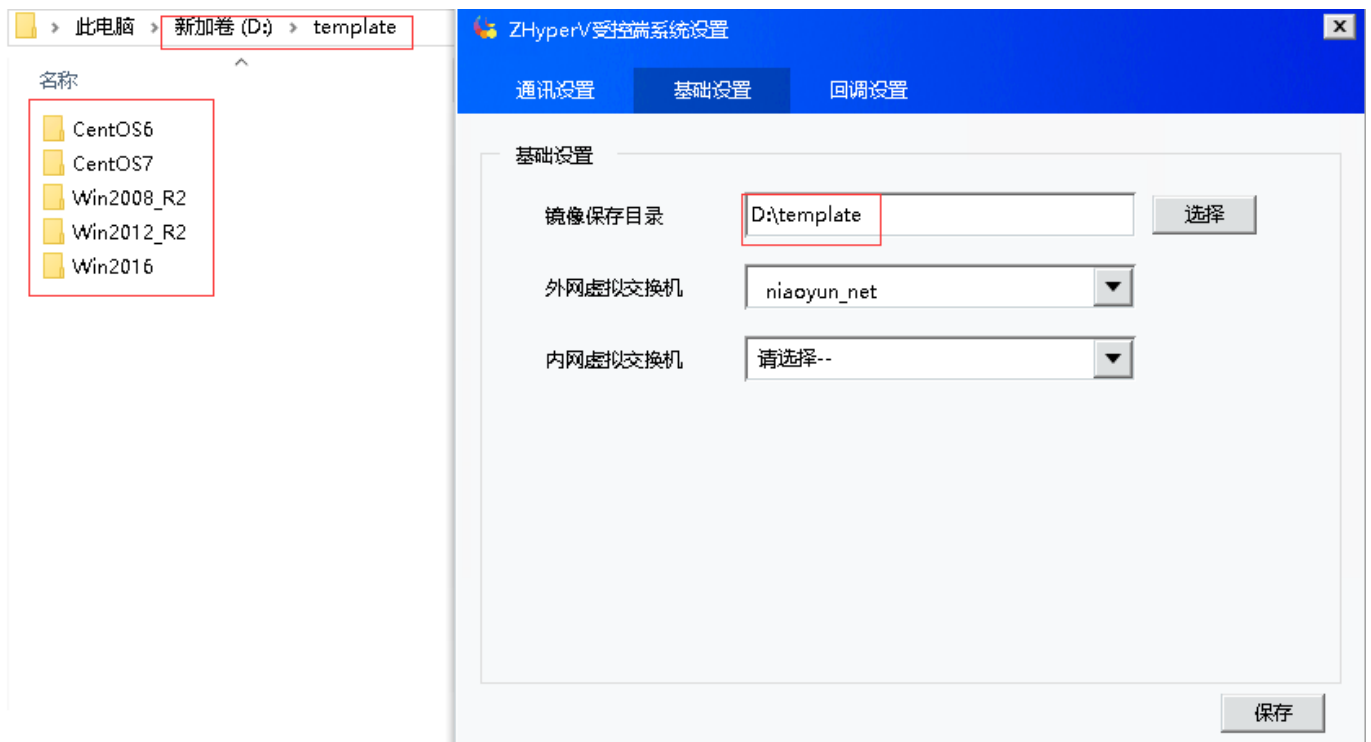 此电脑 > 新加卷 (D:) > template
名称
CentOS6
CentOS7
Win2008_R2
Win2012_R2
Win2016
ZHyperV受控端系统设置
通讯设置 基础设置 回调设置
基础设置
镜像保存目录 D:\template 选择
外网虚拟交换机 niaoyun_net
内网虚拟交换机 请选择--
保存